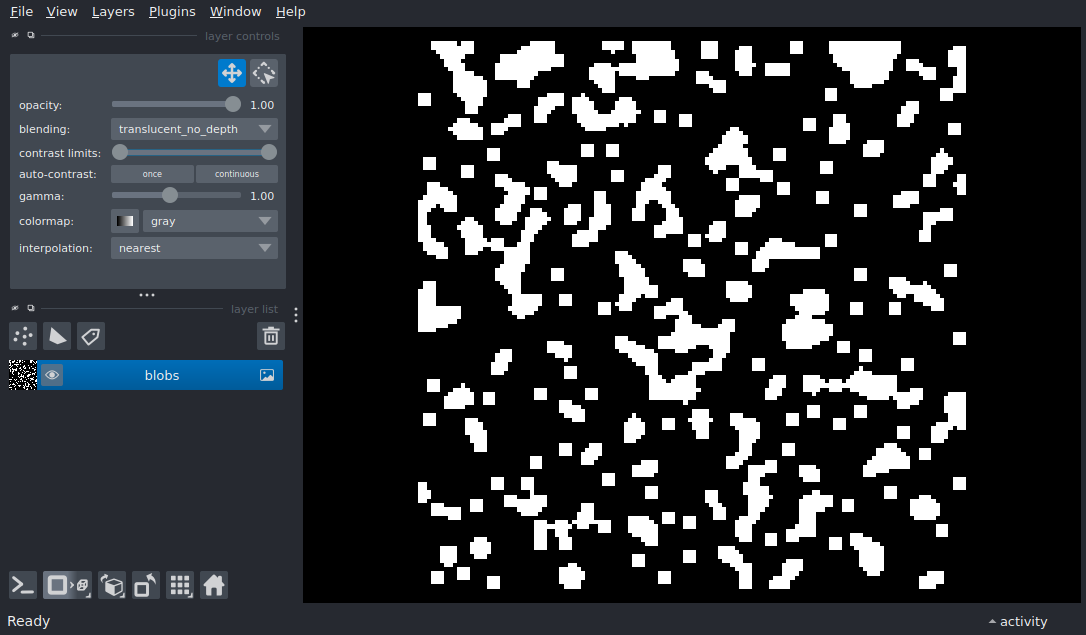 File View Layers Plugins Window Help
layer controls
opacity: 1.00
blending: translucent_no_depth
contrast limits:
auto-contrast: once continuous
gamma: 1.00
colormap: gray
interpolation: nearest
layer list
blobs
Ready activity